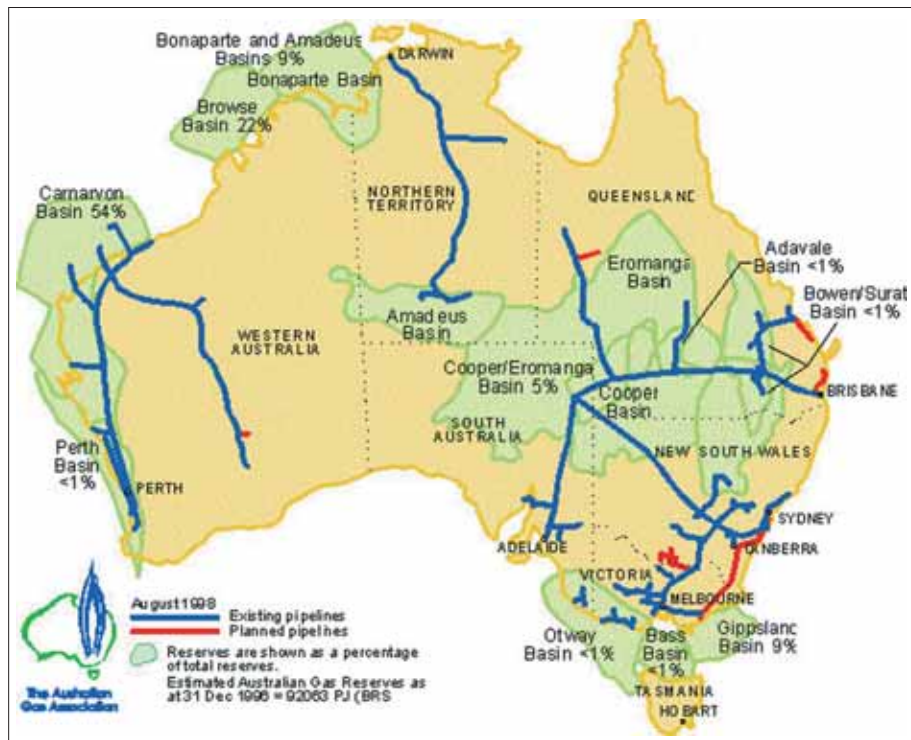 Bonaparte and Amadeus
Basins 9%
Bonaparte Basin
DARWIN
Browse
Basin 22%
Carnarvon
Basin 54%
NORTHERN
TERRITORY
QUEENSLAND
Adavale
Basin <1%
Eromanga
Basin
Bowen/Surat
Basin <1%
Amadeus
Basin
WESTERN
AUSTRALIA
Cooper/Eromanga
Basin 5%
Cooper
Basin
BRISBANE
SOUTH
AUSTRALIA
NEW SOUTH WALES
Perth
Basin
<1%
PERTH
SYDNEY
ADELAIDE
CANBERRA
VICTORIA
MELBOURNE
Otway
Basin <1%
Bass
Basin
<1%
Gippsland
Basin 9%
TASMANIA
HOBART
August 1998
Existing pipelines
Planned pipelines
Reserves are shown as a percentage
of total reserves.
Estimated Australian Gas Reserves as
at 31 Dec 1996 = 92063 PJ (BRS
The Australian
Gas Association